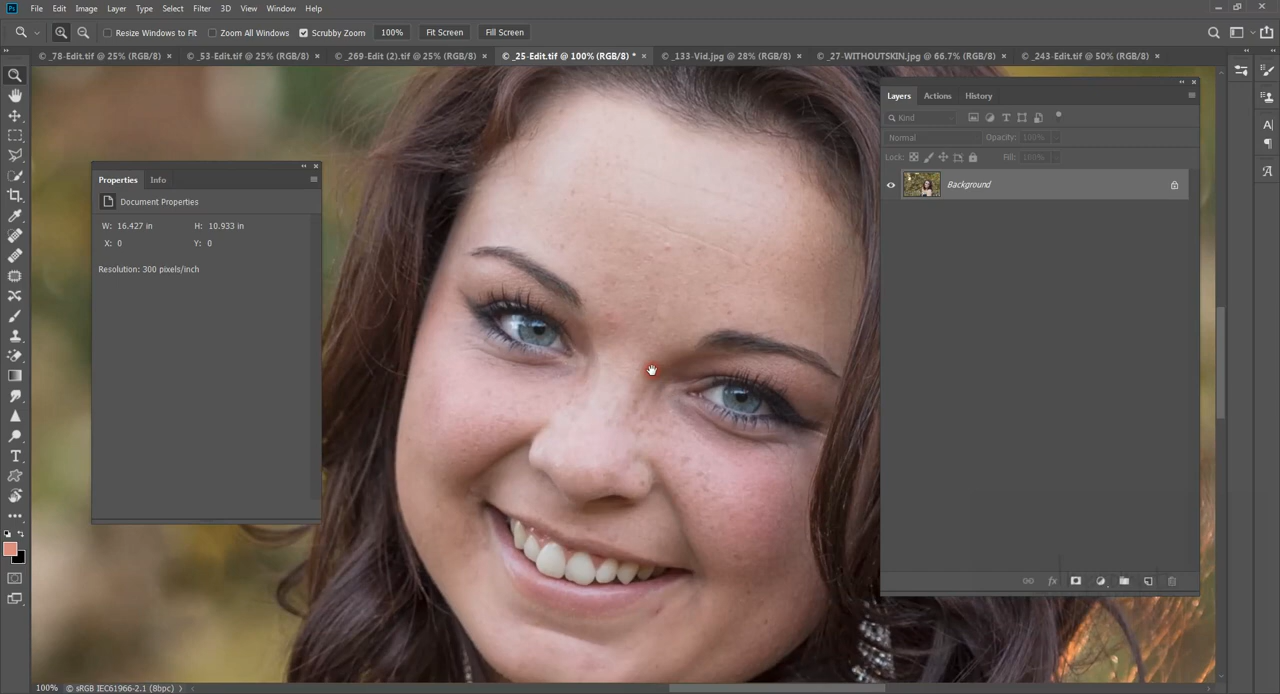 Ps File Edit Image Layer Type Select Filter 3D View Window Help
Resize Windows to Fit Zoom All Windows Scrubby Zoom 100% Fit Screen Fill Screen
© _78-Edit.tif @ 25% (RGB/8) × © _53-Edit.tif @ 25% (RGB/8) × © _269-Edit (2).tif @ 25% (RGB/8) × © _25-Edit.tif @ 100% (RGB/8) * × © _133-Vid.jpg @ 28% (RGB/8) × © _27-WITHOUTSKIN.jpg @ 66.7% (RGB/8) × © _243-Edit.tif @ 50% (RGB/8) ×
Properties Info
Document Properties
W: 16.427 in H: 10.933 in
X: 0 Y: 0
Resolution: 300 pixels/inch
Layers Actions History
Kind
Normal Opacity: 100%
Lock: Fill: 100%
Background
fx
100% © sRGB IEC61966-2.1 (8bpc)